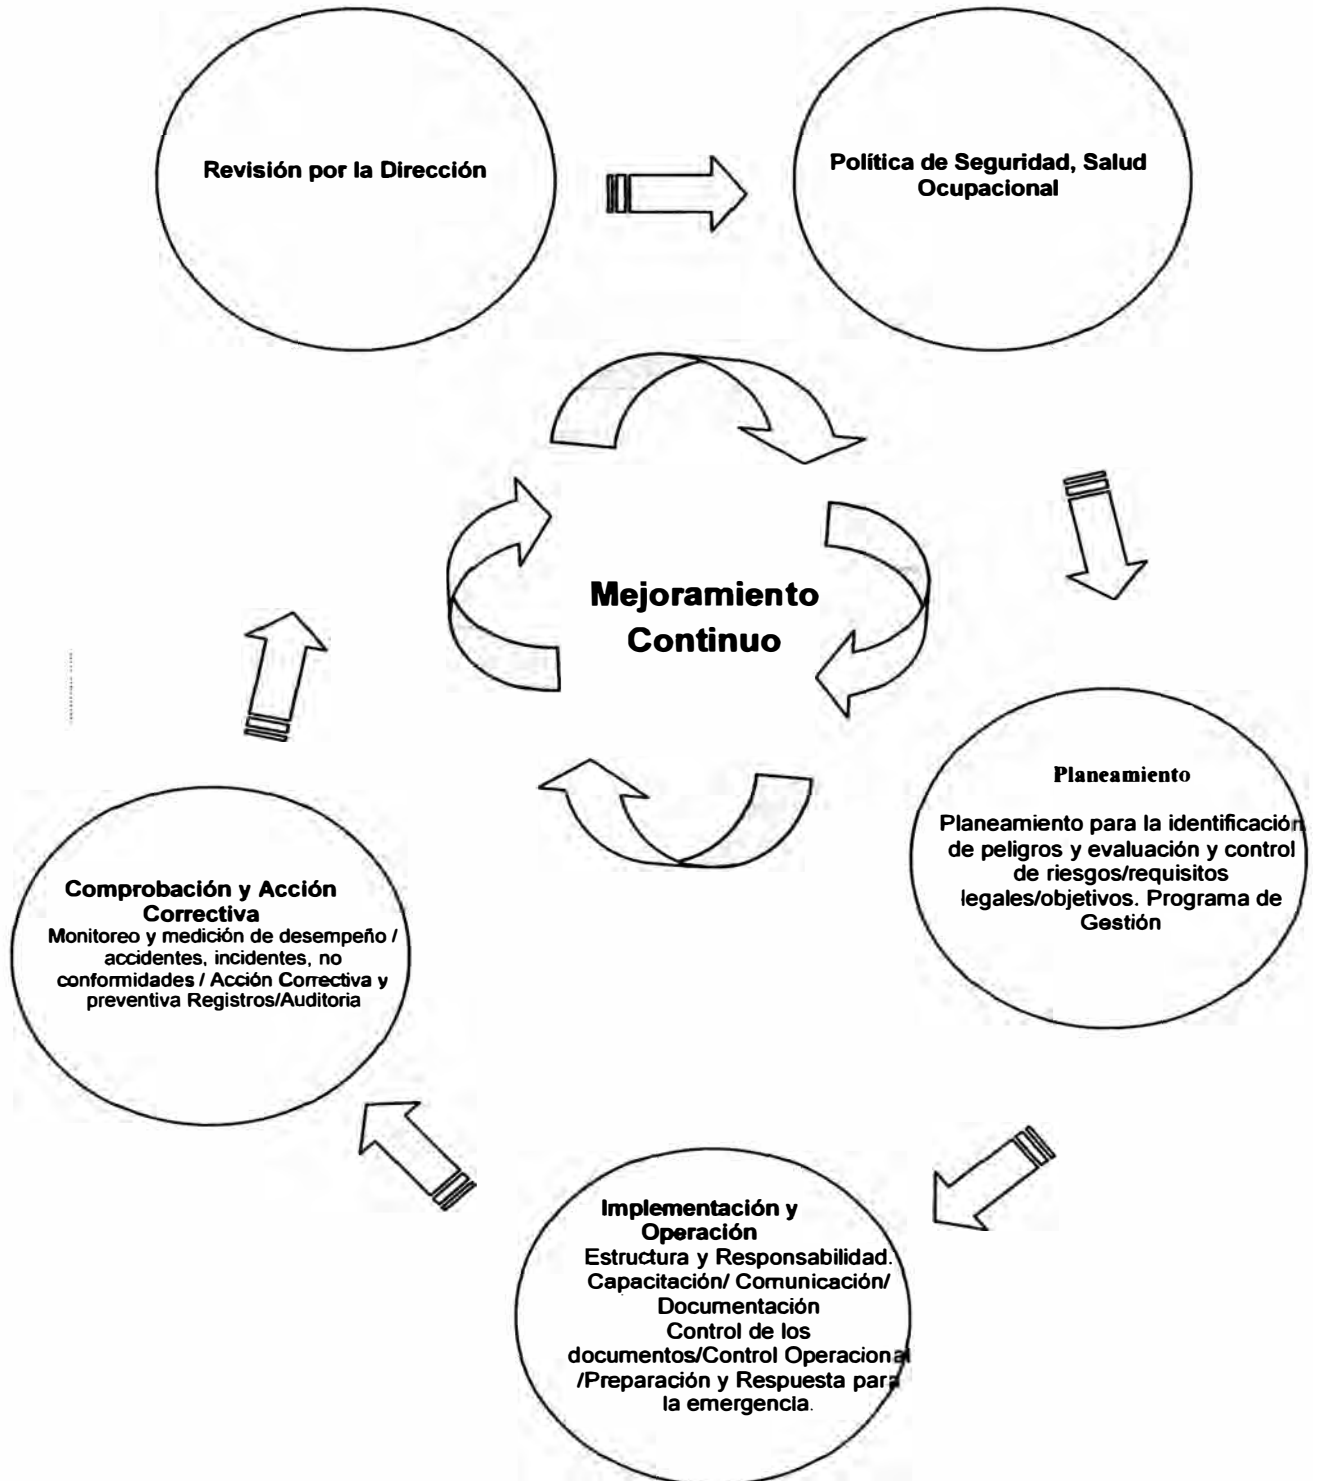 Revisión por la Dirección
Política de Seguridad, Salud
Ocupacional
Mejoramiento
Continuo
Planeamiento
Planeamiento para la identificación
de peligros y evaluación y control
de riesgos/requisitos
legales/objetivos. Programa de
Gestión
Implementación y
Operación
Estructura y Responsabilidad.
Capacitación/ Comunicación/
Documentación
Control de los
documentos/Control Operacional
/Preparación y Respuesta para
la emergencia.
Comprobación y Acción
Correctiva
Monitoreo y medición de desempeño /
accidentes, incidentes, no
conformidades / Acción Correctiva y
preventiva Registros/Auditoria